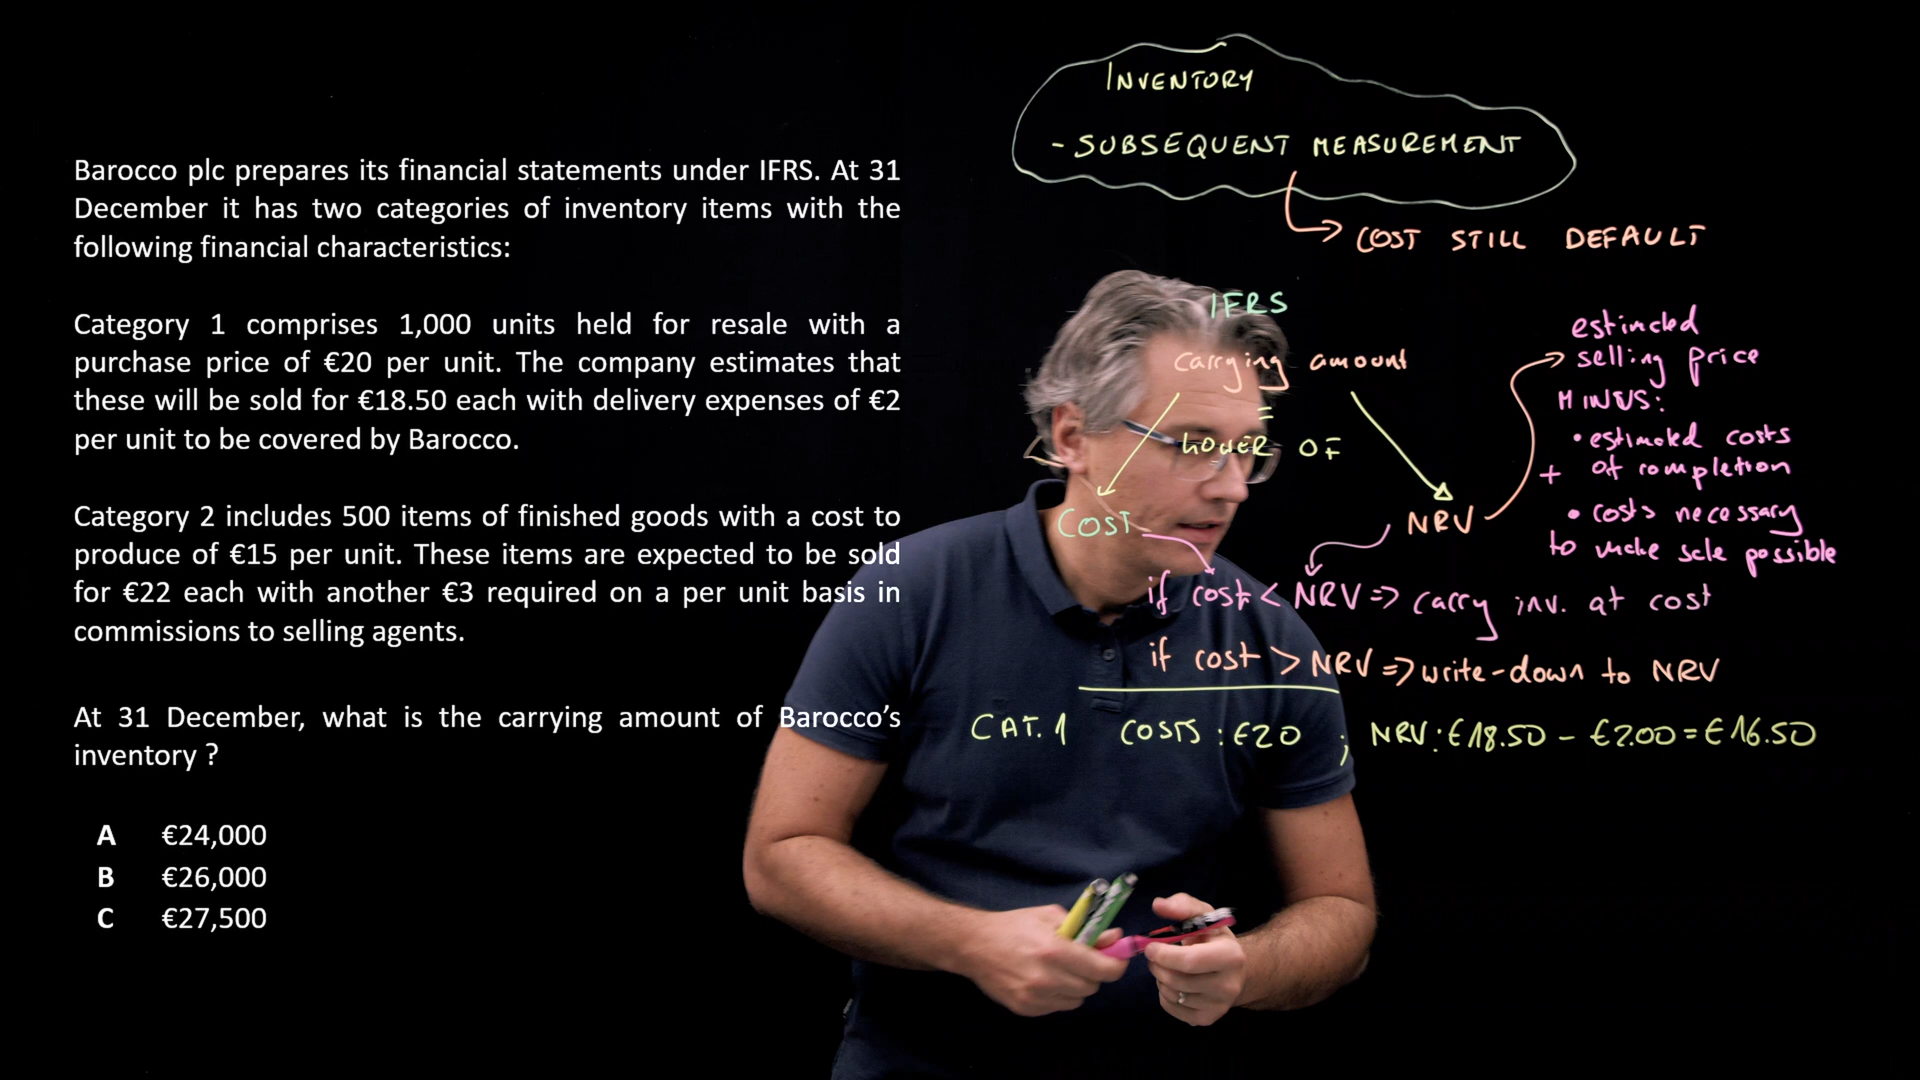 Barocco plc prepares its financial statements under IFRS. At 31
December it has two categories of inventory items with the
following financial characteristics:
Category 1 comprises 1,000 units held for resale with a
purchase price of €20 per unit. The company estimates that
these will be sold for €18.50 each with delivery expenses of €2
per unit to be covered by Barocco.
Category 2 includes 500 items of finished goods with a cost to
produce of €15 per unit. These items are expected to be sold
for €22 each with another €3 required on a per unit basis in
commissions to selling agents.
At 31 December, what is the carrying amount of Barocco's
inventory ?
A €24,000
B €26,000
C €27,500
INVENTORY
- SUBSEQUENT MEASUREMENT
COST STILL DEFAULT
IFRS
carrying amount
=
LOWER OF
COST
NRV
estimated
selling price
MINUS:
• estimated costs
+ of completion
• costs necessary
to make sale possible
if cost < NRV => carry inv. at cost
if cost > NRV => write-down to NRV
CAT. 1 COSTS : €20 ; NRV : €18.50 - €2.00 = €16.50